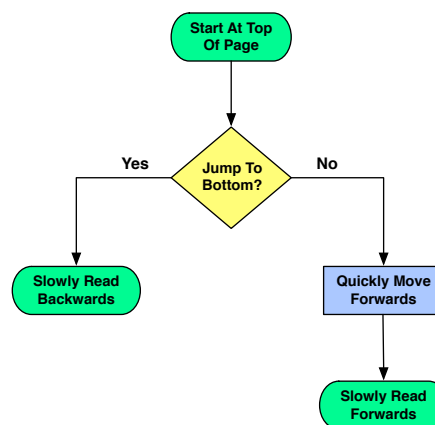 Start At Top
Of Page
Yes
Jump To
Bottom?
No
Slowly Read
Backwards
Quickly Move
Forwards
Slowly Read
Forwards